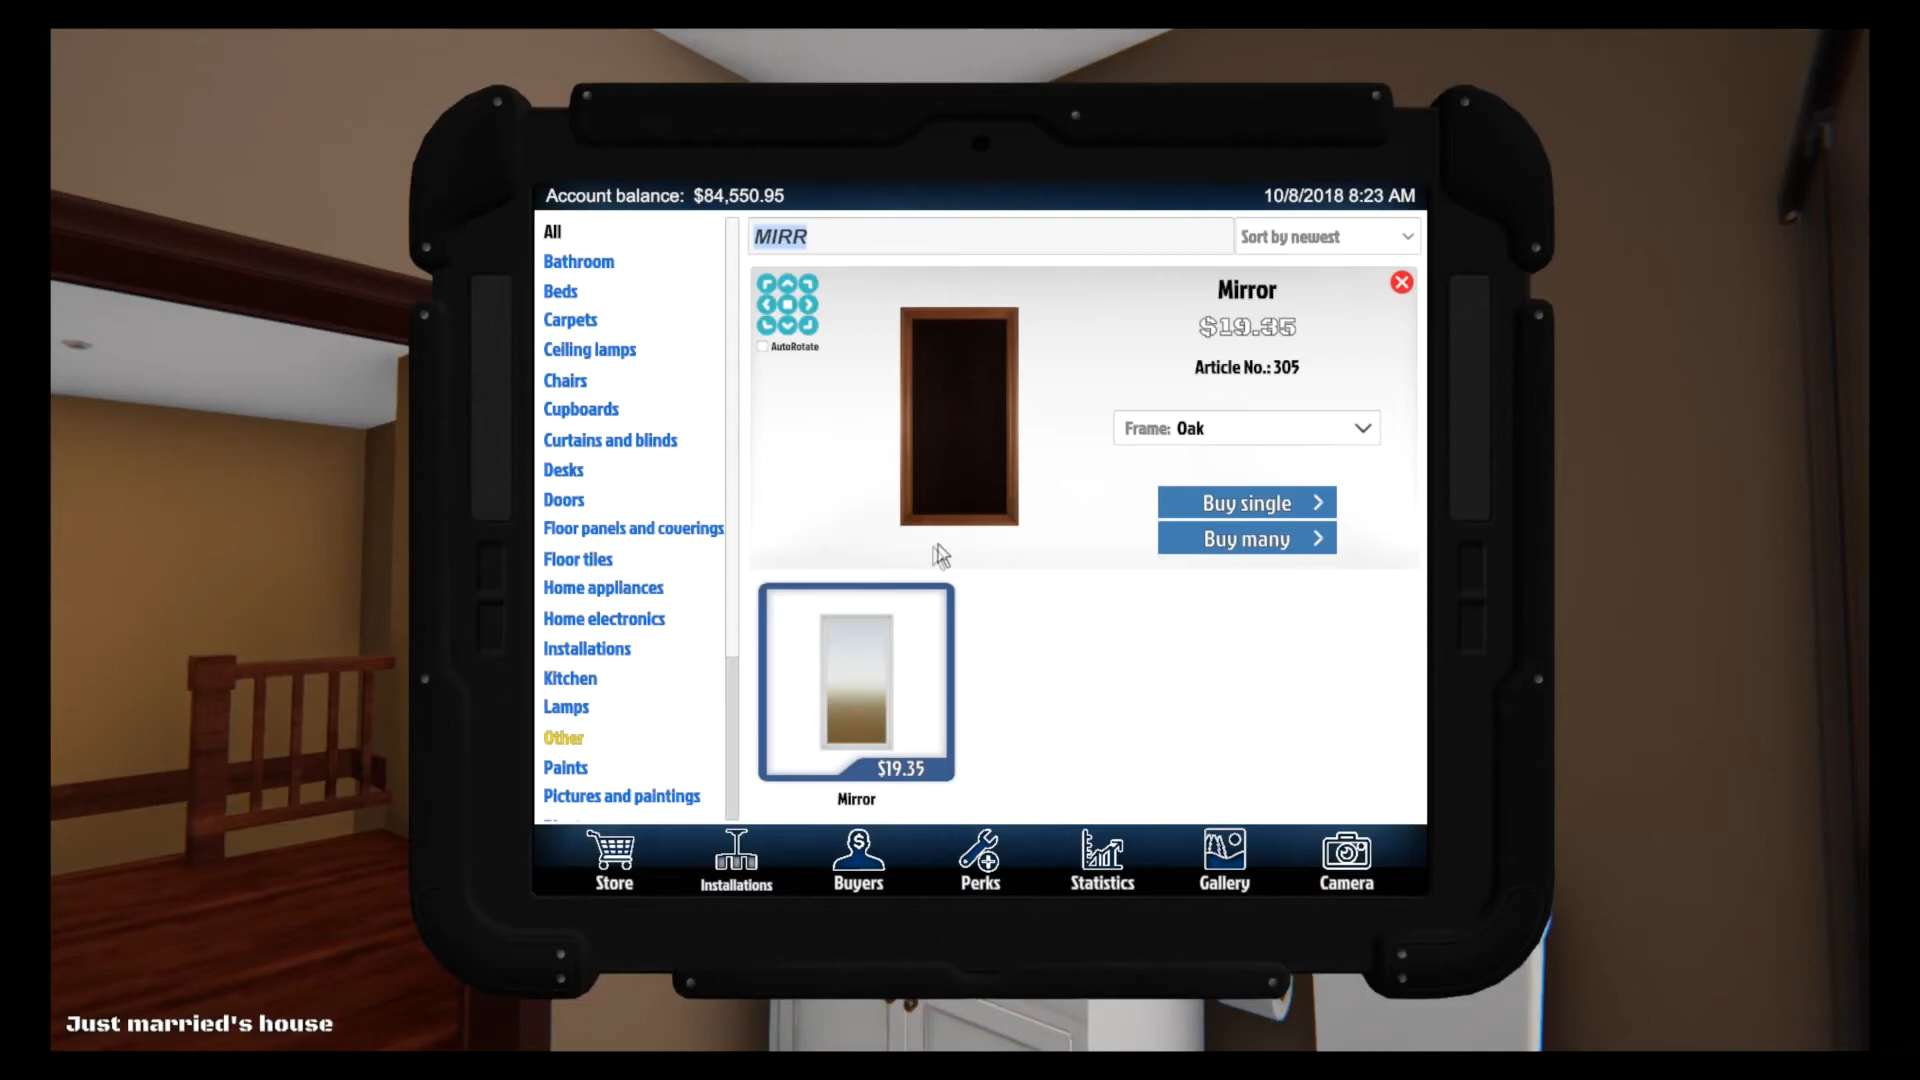 Account balance: $84,550.95
10/8/2018 8:23 AM
All
Bathroom
Beds
Carpets
Ceiling lamps
Chairs
Cupboards
Curtains and blinds
Desks
Doors
Floor panels and coverings
Floor tiles
Home appliances
Home electronics
Installations
Kitchen
Lamps
Other
Paints
Pictures and paintings
MIRR
Sort by newest
AutoRotate
Mirror
$19.35
Article No.: 305
Frame: Oak
Buy single
Buy many
$19.35
Mirror
Store
Installations
Buyers
Perks
Statistics
Gallery
Camera
Just married's house